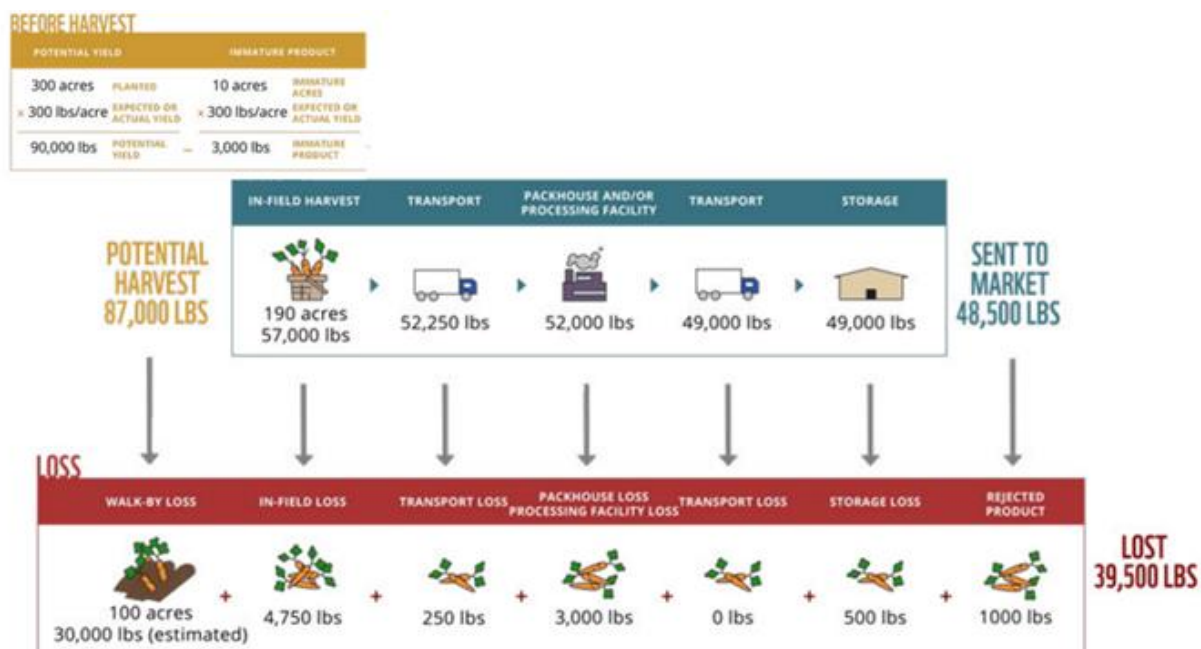 BEFORE HARVEST
POTENTIAL YIELD
IMMATURE PRODUCT
300 acres PLANTED
10 acres IMMATURE ACRES
× 300 lbs/acre EXPECTED OR ACTUAL YIELD
× 300 lbs/acre EXPECTED OR ACTUAL YIELD
90,000 lbs POTENTIAL YIELD
–
3,000 lbs IMMATURE PRODUCT
POTENTIAL
HARVEST
87,000 LBS
IN-FIELD HARVEST
TRANSPORT
PACKHOUSE AND/OR
PROCESSING FACILITY
TRANSPORT
STORAGE
190 acres
57,000 lbs
52,250 lbs
52,000 lbs
49,000 lbs
49,000 lbs
SENT TO
MARKET
48,500 LBS
LOSS
WALK-BY LOSS
IN-FIELD LOSS
TRANSPORT LOSS
PACKHOUSE LOSS
PROCESSING FACILITY LOSS
TRANSPORT LOSS
STORAGE LOSS
REJECTED
PRODUCT
100 acres
30,000 lbs (estimated)
+
4,750 lbs
+
250 lbs
+
3,000 lbs
+
0 lbs
+
500 lbs
+
1000 lbs
LOST
39,500 LBS